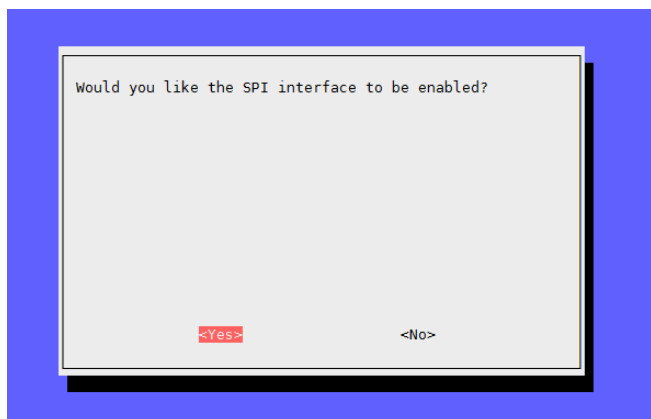 Would you like the SPI interface to be enabled?
<Yes> <No>